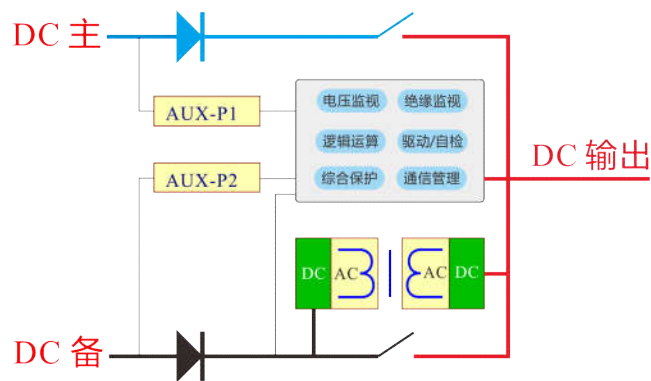 DC 主
电压监视 绝缘监视
AUX-P1
逻辑运算 驱动/自检
DC 输出
AUX-P2
综合保护 通信管理
DC AC AC DC
DC 备